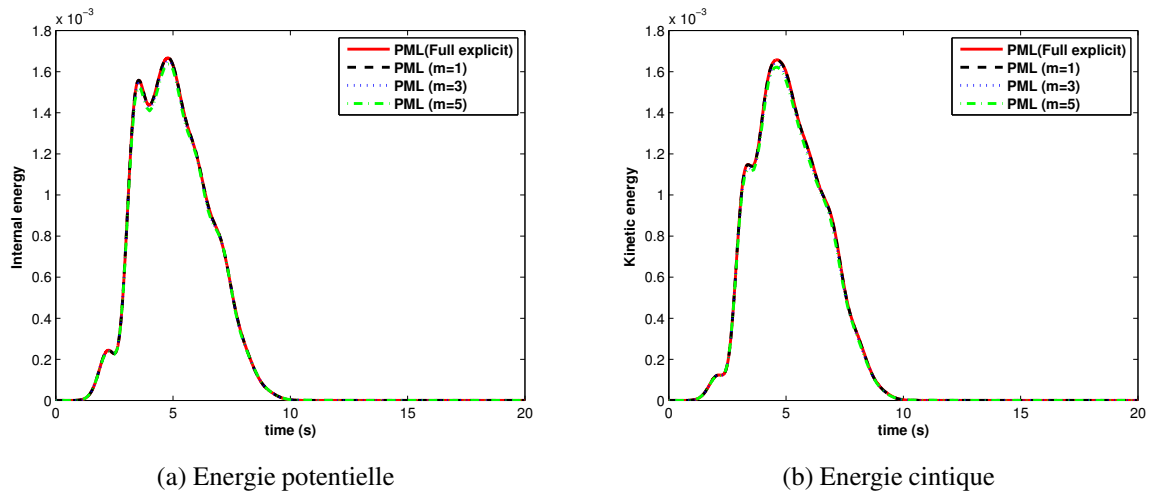 x 10⁻³
1.8
1.6
1.4
1.2
1
0.8
0.6
0.4
0.2
0
0 5 10 15 20
Internal energy
time (s)
PML(Full explicit)
PML (m=1)
PML (m=3)
PML (m=5)
(a) Energie potentielle
x 10⁻³
1.8
1.6
1.4
1.2
1
0.8
0.6
0.4
0.2
0
0 5 10 15 20
Kinetic energy
time (s)
PML(Full explicit)
PML (m=1)
PML (m=3)
PML (m=5)
(b) Energie cintique